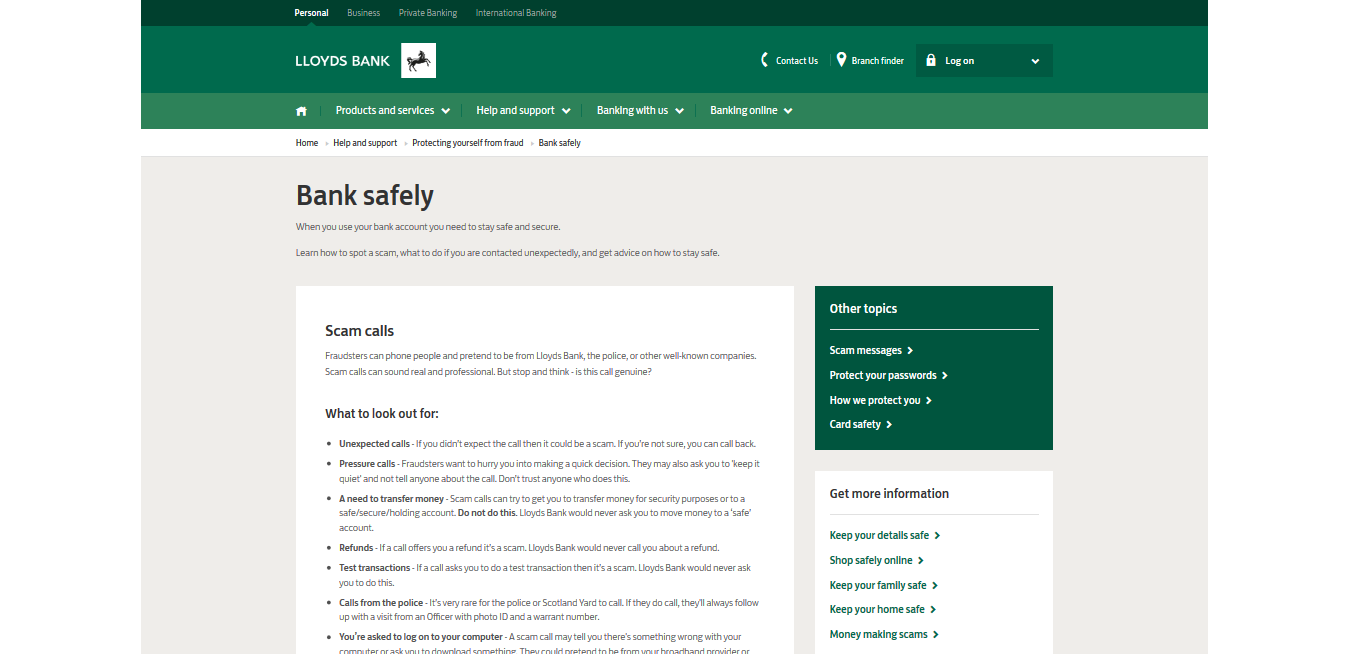 Personal Business Private Banking International Banking
LLOYDS BANK
Contact Us Branch finder Log on
Products and services Help and support Banking with us Banking online
Home Help and support Protecting yourself from fraud Bank safely
Bank safely
When you use your bank account you need to stay safe and secure.
Learn how to spot a scam, what to do if you are contacted unexpectedly, and get advice on how to stay safe.
Scam calls
Fraudsters can phone people and pretend to be from Lloyds Bank, the police, or other well-known companies.
Scam calls can sound real and professional. But stop and think - is this call genuine?
What to look out for:
Unexpected calls - If you didn't expect the call then it could be a scam. If you're not sure, you can call back.
Pressure calls - Fraudsters want to hurry you into making a quick decision. They may also ask you to 'keep it
quiet' and not tell anyone about the call. Don't trust anyone who does this.
A need to transfer money - Scam calls can try to get you to transfer money for security purposes or to a
safe/secure/holding account. Do not do this. Lloyds Bank would never ask you to move money to a 'safe'
account.
Refunds - If a call offers you a refund it's a scam. Lloyds Bank would never call you about a refund.
Test transactions - If a call asks you to do a test transaction then it's a scam. Lloyds Bank would never ask
you to do this.
Calls from the police - It's very rare for the police or Scotland Yard to call. If they do call, they'll always follow
up with a visit from an Officer with photo ID and a warrant number.
You're asked to log on to your computer - A scam call may tell you there's something wrong with your
computer or ask you to download something. They could pretend to be from your broadband provider or
Other topics
Scam messages
Protect your passwords
How we protect you
Card safety
Get more information
Keep your details safe
Shop safely online
Keep your family safe
Keep your home safe
Money making scams